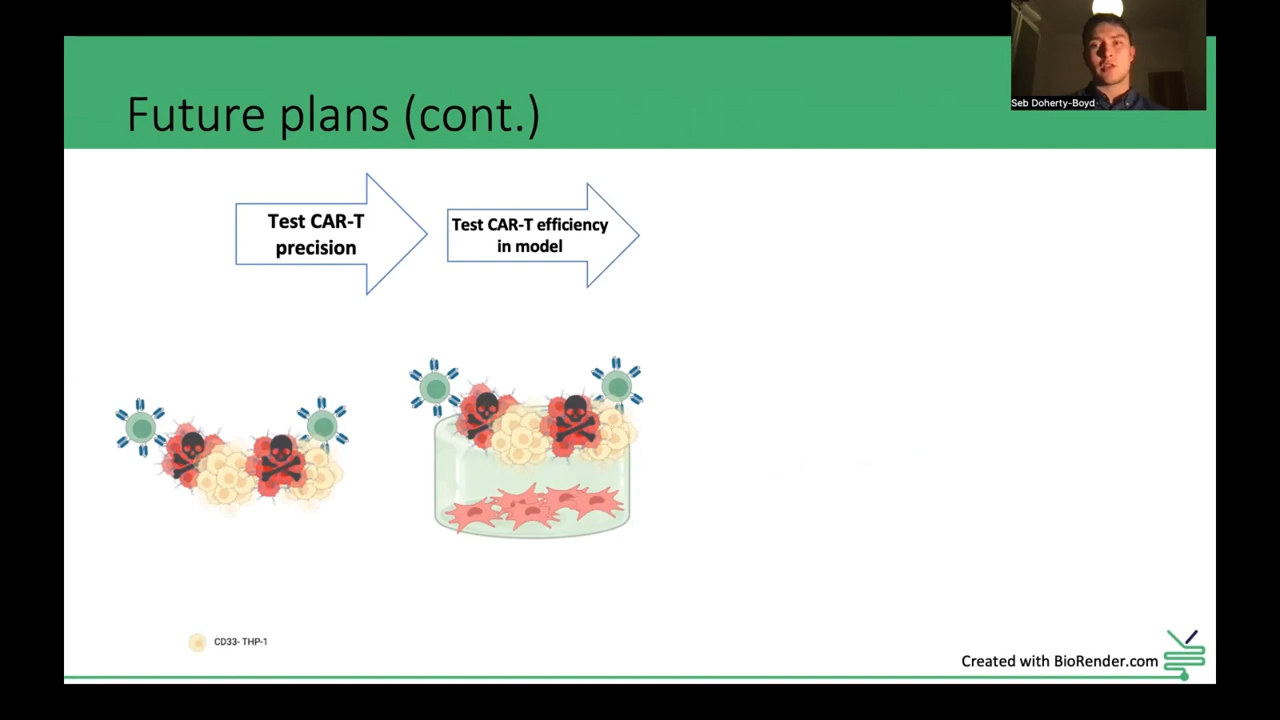 Seb Doherty-Boyd
Future plans (cont.)
Test CAR-T
precision
Test CAR-T efficiency
in model
CD33- THP-1
Created with BioRender.com